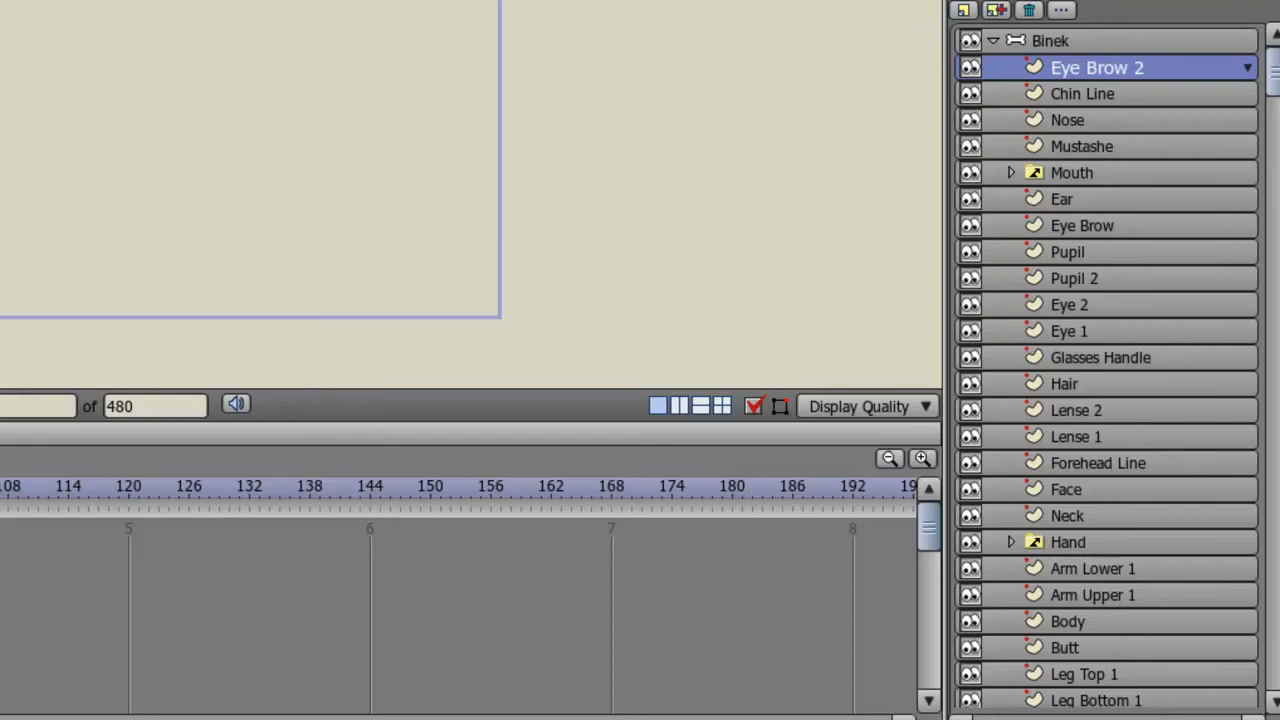 Binek
Eye Brow 2
Chin Line
Nose
Mustashe
Mouth
Ear
Eye Brow
Pupil
Pupil 2
Eye 2
Eye 1
Glasses Handle
Hair
Lense 2
Lense 1
Forehead Line
Face
Neck
Hand
Arm Lower 1
Arm Upper 1
Body
Butt
Leg Top 1
Leg Bottom 1
of 480 Display Quality
108 114 120 126 132 138 144 150 156 162 168 174 180 186 192 19
5 6 7 8